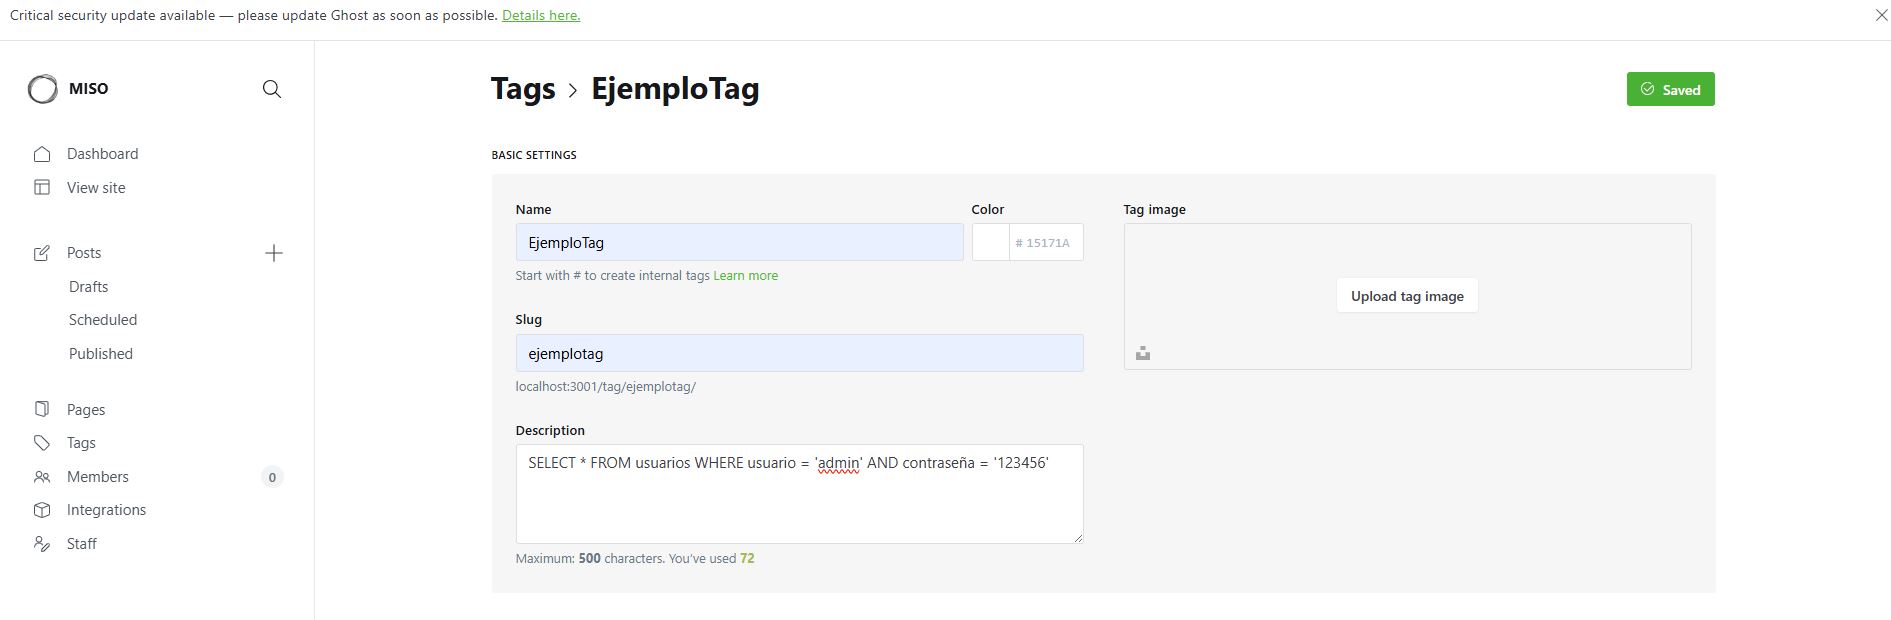 Critical security update available — please update Ghost as soon as possible. Details here.
MISO
Dashboard
View site
Posts
Drafts
Scheduled
Published
Pages
Tags
Members 0
Integrations
Staff
Tags > EjemploTag
Saved
BASIC SETTINGS
Name
EjemploTag
Start with # to create internal tags Learn more
Color
# 15171A
Slug
ejemplotag
localhost:3001/tag/ejemplotag/
Description
SELECT * FROM usuarios WHERE usuario = 'admin' AND contraseña = '123456'
Maximum: 500 characters. You've used 72
Tag image
Upload tag image